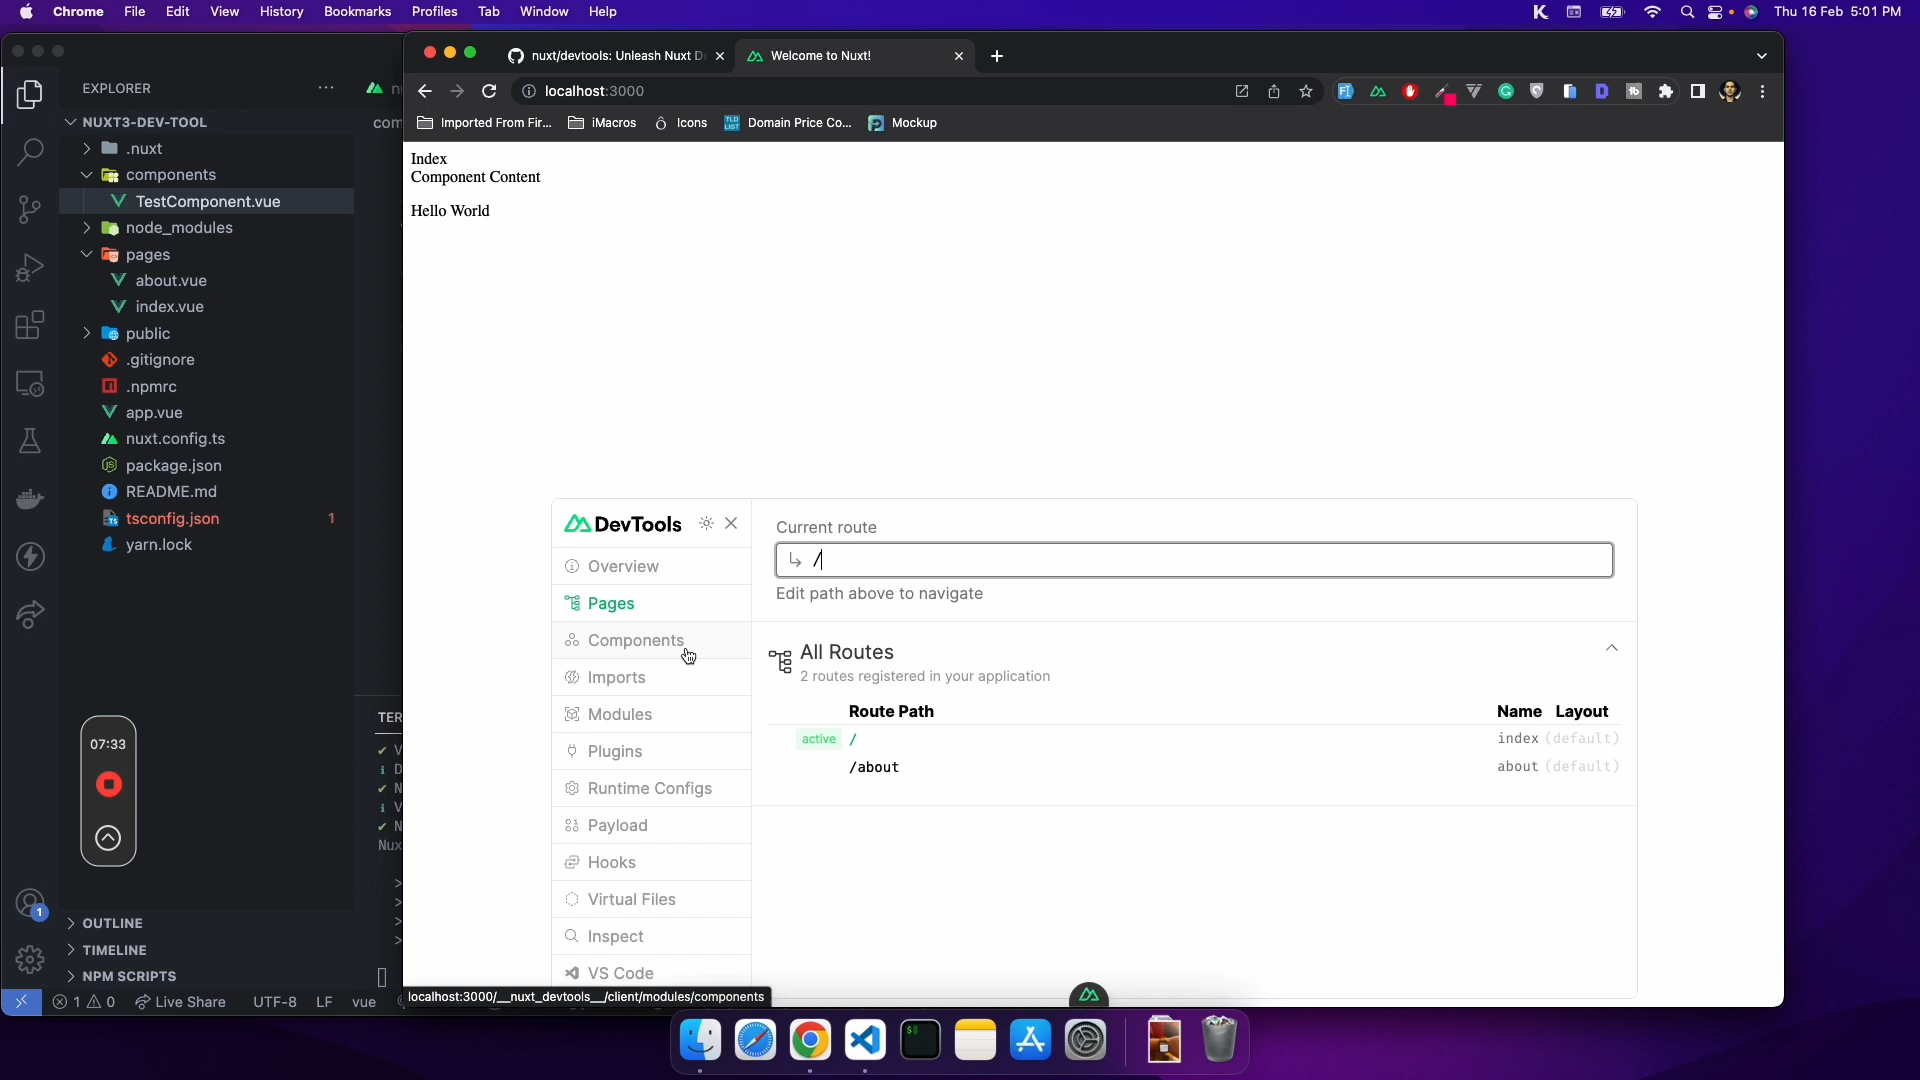 Chrome File Edit View History Bookmarks Profiles Tab Window Help
Thu 16 Feb 5:01 PM
EXPLORER
NUXT3-DEV-TOOL
.nuxt
components
TestComponent.vue
node_modules
pages
about.vue
index.vue
public
.gitignore
.npmrc
app.vue
nuxt.config.ts
package.json
README.md
tsconfig.json 1
yarn.lock
07:33
OUTLINE
TIMELINE
NPM SCRIPTS
1
1 0 Live Share UTF-8 LF vue
com
TER
Nux
nuxt/devtools: Unleash Nuxt D
Welcome to Nuxt!
localhost:3000
Imported From Fir... iMacros Icons Domain Price Co... Mockup
Index
Component Content
Hello World
DevTools
Overview
Pages
Components
Imports
Modules
Plugins
Runtime Configs
Payload
Hooks
Virtual Files
Inspect
VS Code
Current route
/
Edit path above to navigate
All Routes
2 routes registered in your application
Route Path Name Layout
active / index (default)
/about about (default)
localhost:3000/__nuxt_devtools__/client/modules/components